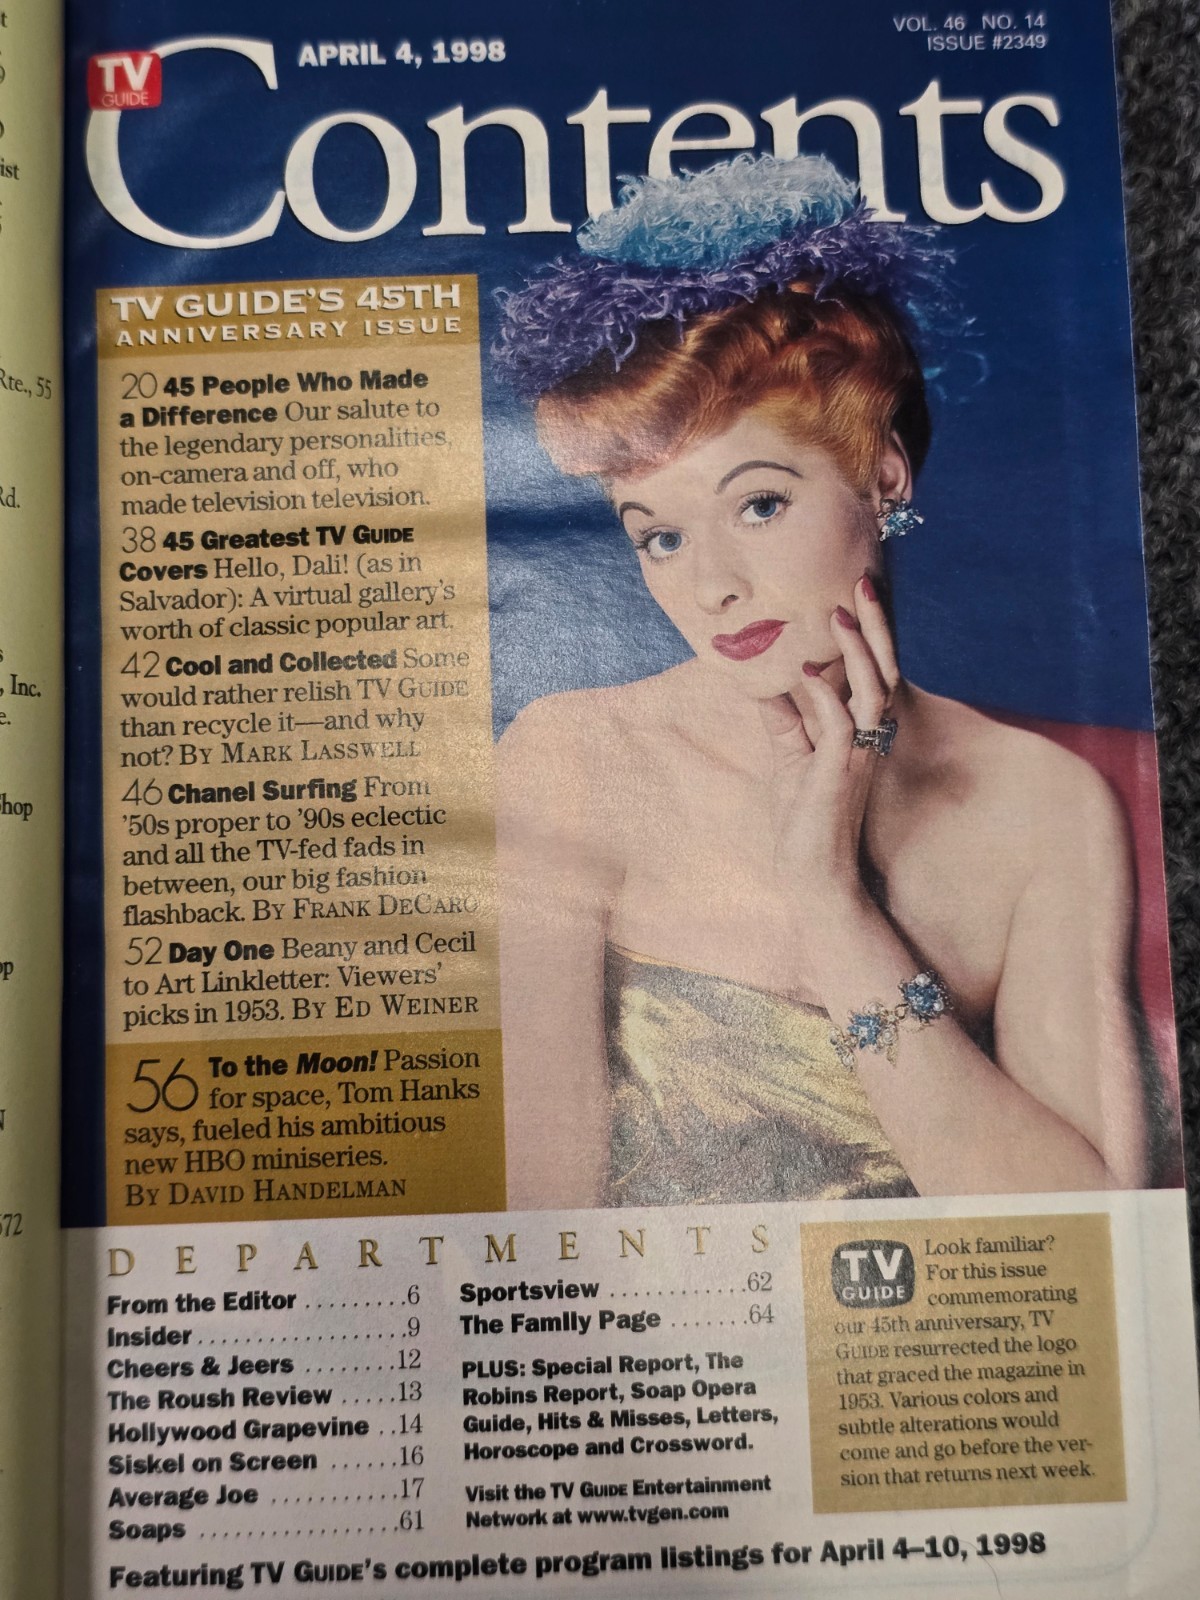 APRIL 4, 1998
VOL. 46 NO. 14
ISSUE #2349
TV
GUIDE
Contents
TV GUIDE'S 45TH
ANNIVERSARY ISSUE
20 45 People Who Made
a Difference Our salute to
the legendary personalities,
on-camera and off, who
made television television.
38 45 Greatest TV GUIDE
Covers Hello, Dali! (as in
Salvador): A virtual gallery's
worth of classic popular art.
42 Cool and Collected Some
would rather relish TV GUIDE
than recycle it—and why
not? BY MARK LASSWELL
46 Chanel Surfing From
'50s proper to '90s eclectic
and all the TV-fed fads in
between, our big fashion
flashback. BY FRANK DECARO
52 Day One Beany and Cecil
to Art Linkletter: Viewers'
picks in 1953. BY ED WEINER
56 To the Moon! Passion
for space, Tom Hanks
says, fueled his ambitious
new HBO miniseries.
BY DAVID HANDELMAN
DEPARTMENTS
From the Editor .........6
Insider...................9
Cheers & Jeers ........12
The Roush Review .....13
Hollywood Grapevine ..14
Siskel on Screen ......16
Average Joe ...........17
Soaps .................61
Sportsview ............62
The Family Page .......64
PLUS: Special Report, The
Robins Report, Soap Opera
Guide, Hits & Misses, Letters,
Horoscope and Crossword.
Visit the TV GUIDE Entertainment
Network at www.tvgen.com
TV
GUIDE
Look familiar?
For this issue
commemorating
our 45th anniversary, TV
GUIDE resurrected the logo
that graced the magazine in
1953. Various colors and
subtle alterations would
come and go before the ver-
sion that returns next week.
Featuring TV GUIDE's complete program listings for April 4–10, 1998
ist
Rte., 55
Rd.
, Inc.
572